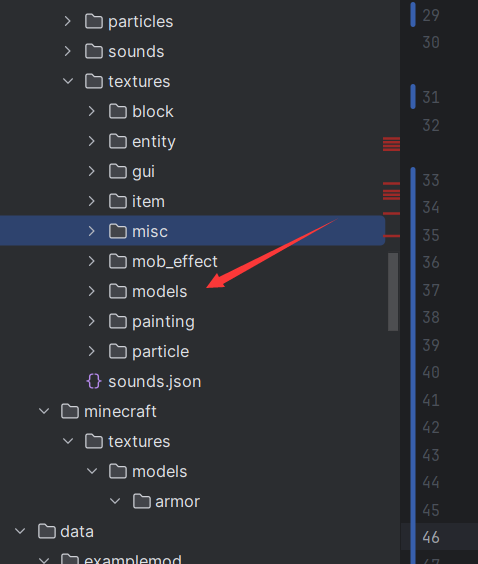 particles
29
sounds
30
textures
block
31
entity
32
gui
item
33
misc
34
mob_effect
35
models
36
painting
37
particle
38
sounds.json
39
minecraft
40
textures
41
models
42
armor
43
data
44
examplemod
45
46
47